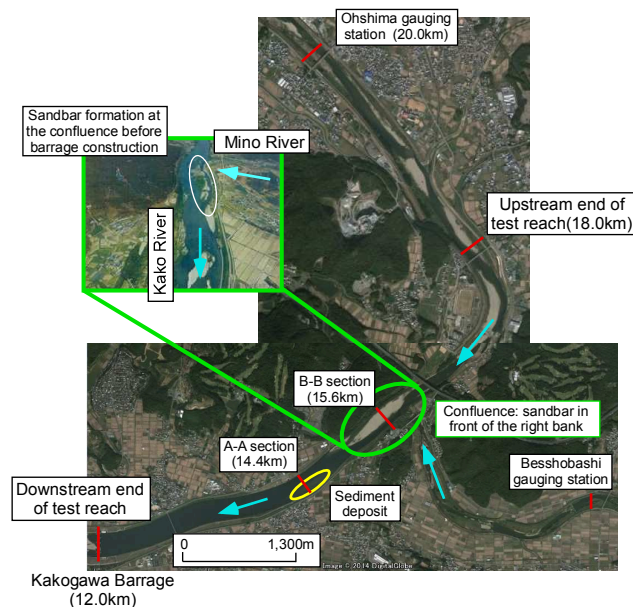 Ohshima gauging
station (20.0km)
Sandbar formation at
the confluence before
barrage construction
Mino River
Kako River
Upstream end of
test reach(18.0km)
B-B section
(15.6km)
Confluence: sandbar in
front of the right bank
A-A section
(14.4km)
Besshobashi
gauging station
Sediment
deposit
Downstream end
of test reach
0 1,300m
Image © 2014 DigitalGlobe
Kakogawa Barrage
(12.0km)